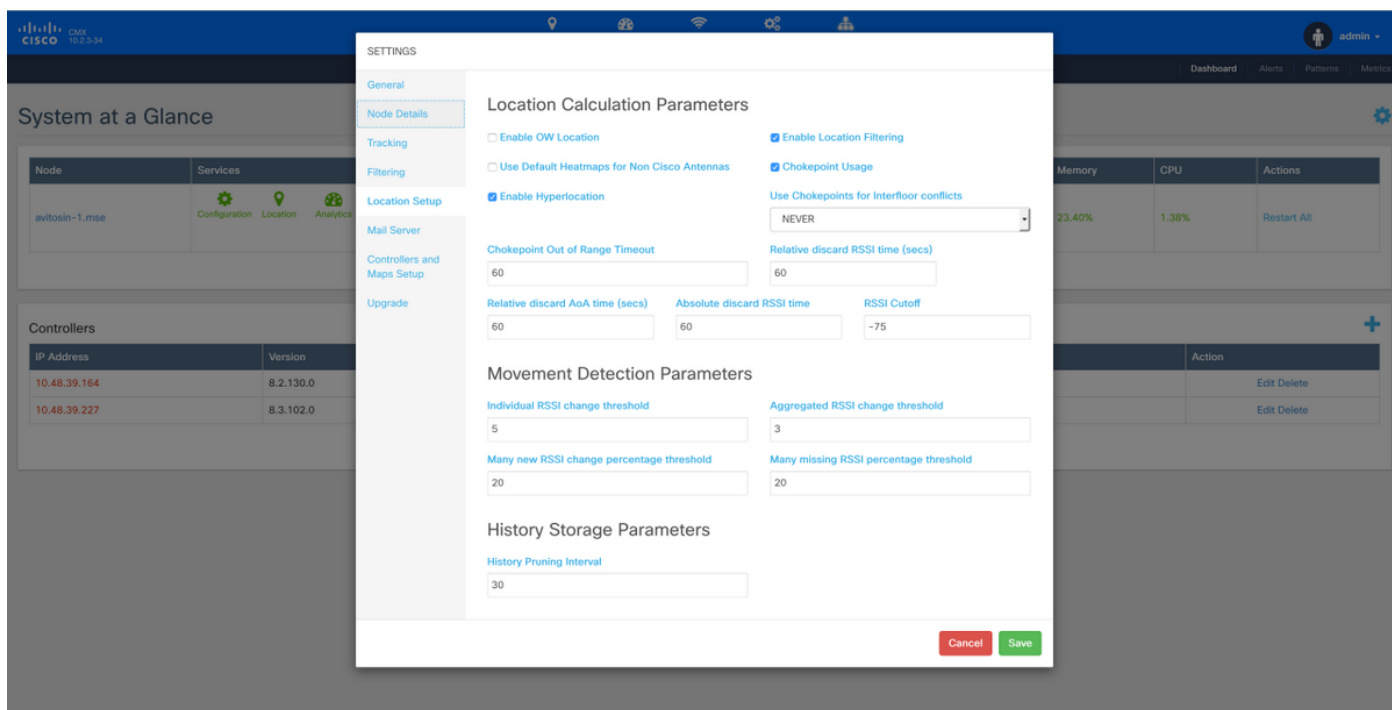 CISCO
CMX
10.2.3-34
admin
Dashboard Alerts Patterns Metrics
System at a Glance
Node Services Memory CPU Actions
avitosin-1.mse Configuration Location Analytics 23.40% 1.38% Restart All
Controllers
IP Address Version Action
10.48.39.164 8.2.130.0 Edit Delete
10.48.39.227 8.3.102.0 Edit Delete
SETTINGS
General
Node Details
Tracking
Filtering
Location Setup
Mail Server
Controllers and
Maps Setup
Upgrade
Location Calculation Parameters
Enable OW Location Enable Location Filtering
Use Default Heatmaps for Non Cisco Antennas Chokepoint Usage
Enable Hyperlocation Use Chokepoints for Interfloor conflicts
NEVER
Chokepoint Out of Range Timeout Relative discard RSSI time (secs)
60 60
Relative discard AoA time (secs) Absolute discard RSSI time RSSI Cutoff
60 60 -75
Movement Detection Parameters
Individual RSSI change threshold Aggregated RSSI change threshold
5 3
Many new RSSI change percentage threshold Many missing RSSI percentage threshold
20 20
History Storage Parameters
History Pruning Interval
30
Cancel Save